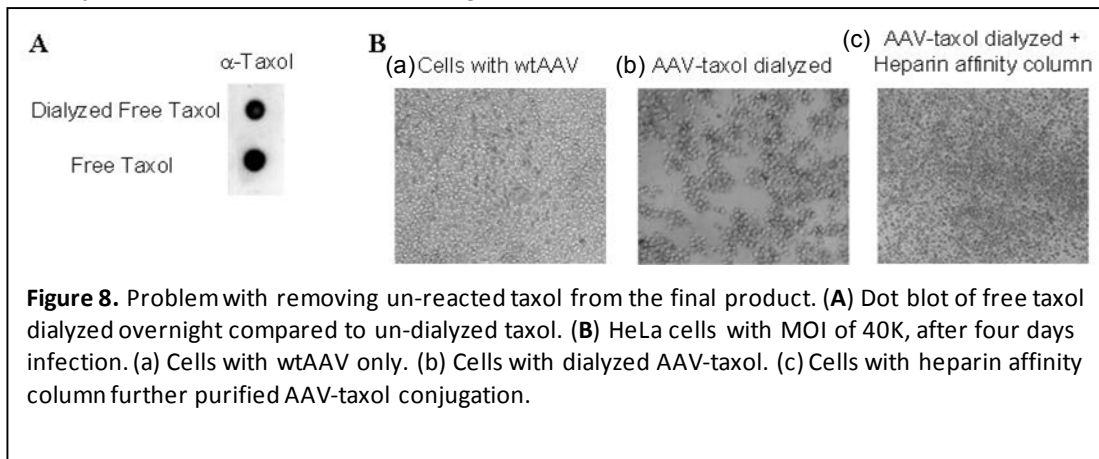 A
α-Taxol
Dialyzed Free Taxol
Free Taxol
B
(a) Cells with wtAAV
(b) AAV-taxol dialyzed
(c) AAV-taxol dialyzed +
Heparin affinity column
Figure 8. Problem with removing un-reacted taxol from the final product. (A) Dot blot of free taxol
dialyzed overnight compared to un-dialyzed taxol. (B) HeLa cells with MOI of 40K, after four days
infection. (a) Cells with wtAAV only. (b) Cells with dialyzed AAV-taxol. (c) Cells with heparin affinity
column further purified AAV-taxol conjugation.